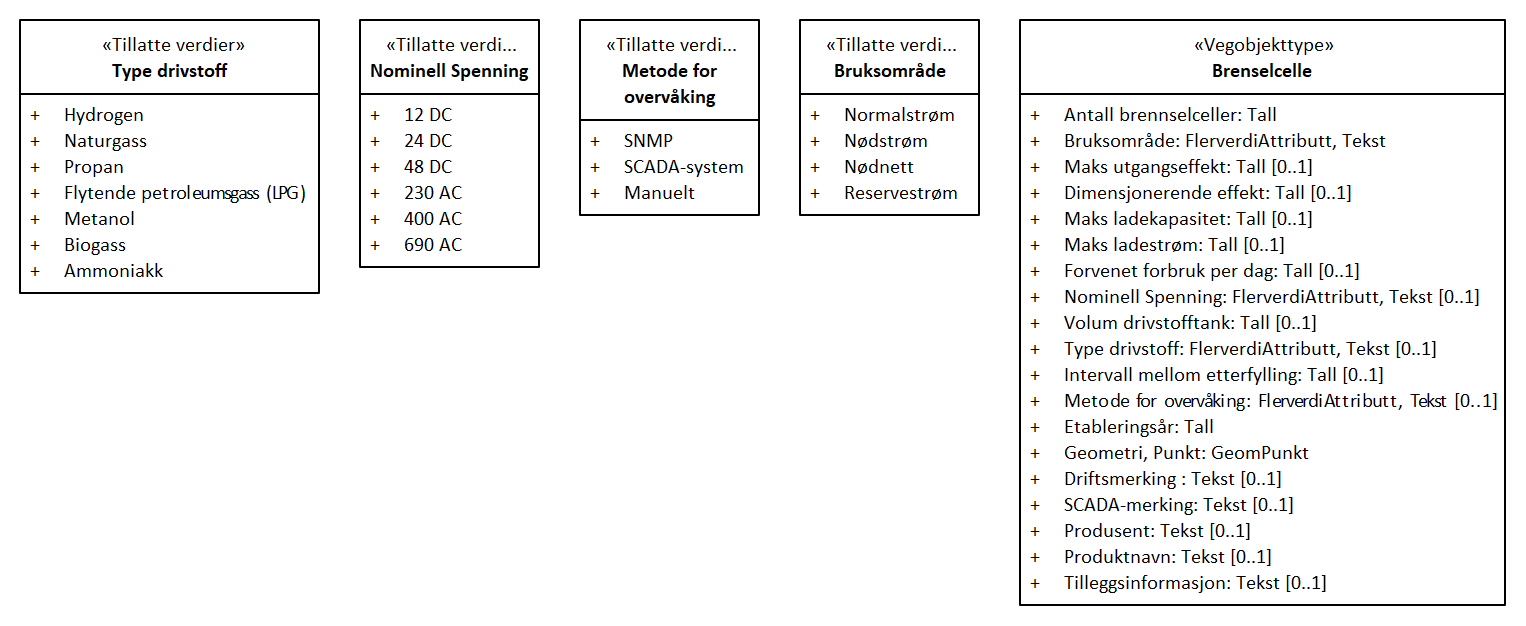 «Tillatte verdier»
Type drivstoff
+ Hydrogen
+ Naturgass
+ Propan
+ Flytende petroleumsgass (LPG)
+ Metanol
+ Biogass
+ Ammoniakk
«Tillatte verdi...
Nominell Spenning
+ 12 DC
+ 24 DC
+ 48 DC
+ 230 AC
+ 400 AC
+ 690 AC
«Tillatte verdi...
Metode for
overvåking
+ SNMP
+ SCADA-system
+ Manuelt
«Tillatte verdi...
Bruksområde
+ Normalstrøm
+ Nødstrøm
+ Nødnett
+ Reservestrøm
«Vegobjekttype»
Brenselcelle
+ Antall brennselceller: Tall
+ Bruksområde: FlerverdiAttributt, Tekst
+ Maks utgangseffekt: Tall [0..1]
+ Dimensjonerende effekt: Tall [0..1]
+ Maks ladekapasitet: Tall [0..1]
+ Maks ladestrøm: Tall [0..1]
+ Forvenet forbruk per dag: Tall [0..1]
+ Nominell Spenning: FlerverdiAttributt, Tekst [0..1]
+ Volum drivstofftank: Tall [0..1]
+ Type drivstoff: FlerverdiAttributt, Tekst [0..1]
+ Intervall mellom etterfylling: Tall [0..1]
+ Metode for overvåking: FlerverdiAttributt, Tekst [0..1]
+ Etableringsår: Tall
+ Geometri, Punkt: GeomPunkt
+ Driftsmerking : Tekst [0..1]
+ SCADA-merking: Tekst [0..1]
+ Produsent: Tekst [0..1]
+ Produktnavn: Tekst [0..1]
+ Tilleggsinformasjon: Tekst [0..1]